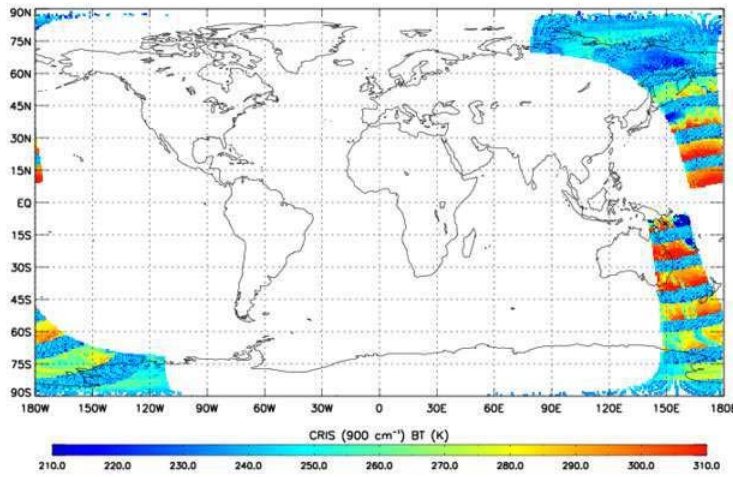 90N
75N
60N
45N
30N
15N
EQ
15S
30S
45S
60S
75S
90S
180W 150W 120W 90W 60W 30W 0E 30E 60E 90E 120E 150E 180E
CRIS (900 cm⁻¹) BT (K)
210.0 220.0 230.0 240.0 250.0 260.0 270.0 280.0 290.0 300.0 310.0